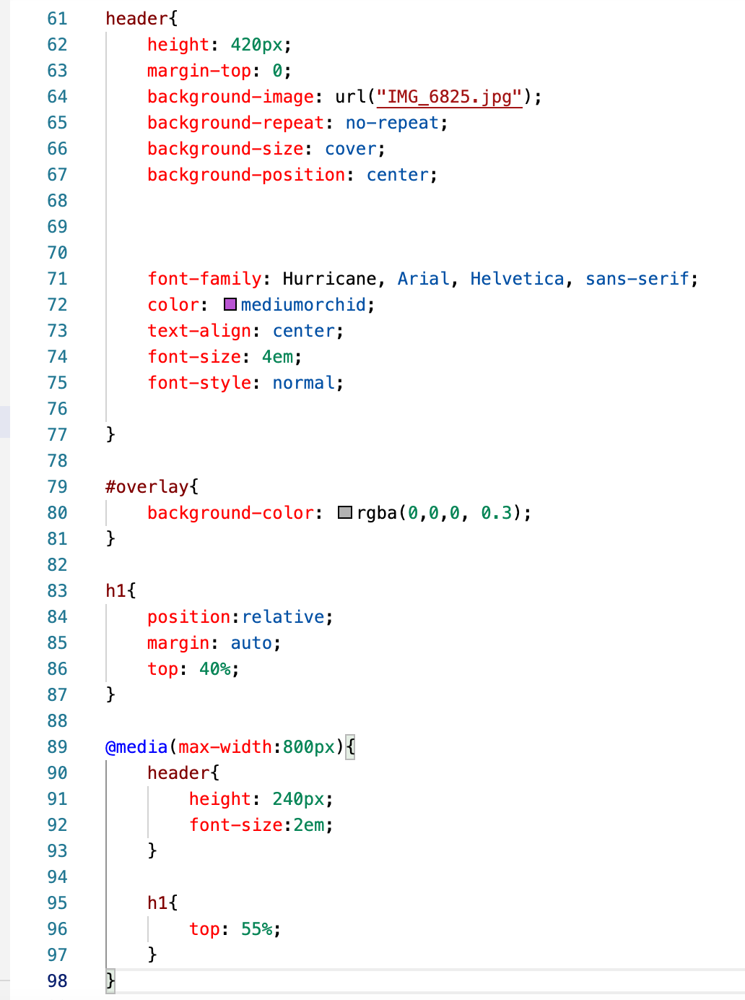 61 header{
62 height: 420px;
63 margin-top: 0;
64 background-image: url("IMG_6825.jpg");
65 background-repeat: no-repeat;
66 background-size: cover;
67 background-position: center;
68
69
70
71 font-family: Hurricane, Arial, Helvetica, sans-serif;
72 color: mediumorchid;
73 text-align: center;
74 font-size: 4em;
75 font-style: normal;
76
77 }
78
79 #overlay{
80 background-color: rgba(0,0,0, 0.3);
81 }
82
83 h1{
84 position:relative;
85 margin: auto;
86 top: 40%;
87 }
88
89 @media(max-width:800px){
90 header{
91 height: 240px;
92 font-size:2em;
93 }
94
95 h1{
96 top: 55%;
97 }
98 }